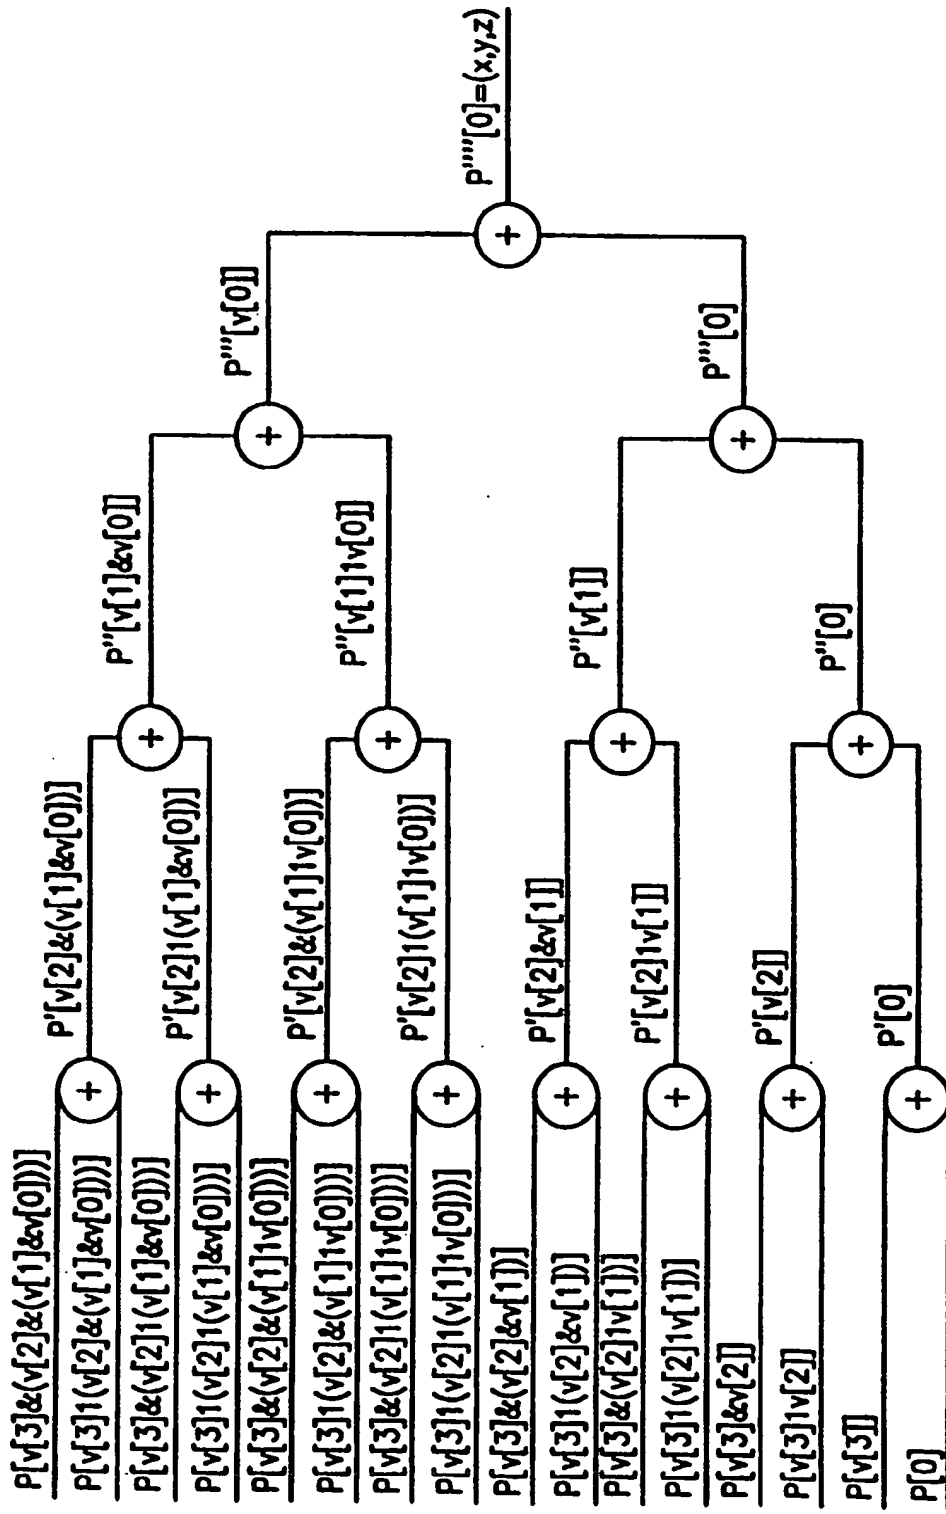 P[v[3]&(v[2]&(v[1]&v[0])))]
P[v[3]1(v[2]&(v[1]&v[0])))]
P[v[3]&(v[2]1(v[1]&v[0])))]
P[v[3]1(v[2]1(v[1]&v[0])))]
P[v[3]&(v[2]&(v[1]1v[0])))]
P[v[3]1(v[2]&(v[1]1v[0])))]
P[v[3]&(v[2]1(v[1]1v[0])))]
P[v[3]1(v[2]1(v[1]1v[0])))]
P[v[3]&(v[2]&v[1]))]
P[v[3]1(v[2]&v[1]))]
P[v[3]&(v[2]1v[1]))]
P[v[3]1(v[2]1v[1]))]
P[v[3]&v[2]]
P[v[3]1v[2]]
P[v[3]]
P[0]
+
+
+
+
+
+
+
+
P'[v[2]&(v[1]&v[0]))]
P'[v[2]1(v[1]&v[0]))]
P'[v[2]&(v[1]1v[0]))]
P'[v[2]1(v[1]1v[0]))]
P'[v[2]&v[1]]
P'[v[2]1v[1]]
P'[v[2]]
P'[0]
+
+
+
+
P''[v[1]&v[0]]
P''[v[1]1v[0]]
P''[v[1]]
P''[0]
+
+
P'''[v[0]]
P'''[0]
+
P''''[0]=(x,y,z)